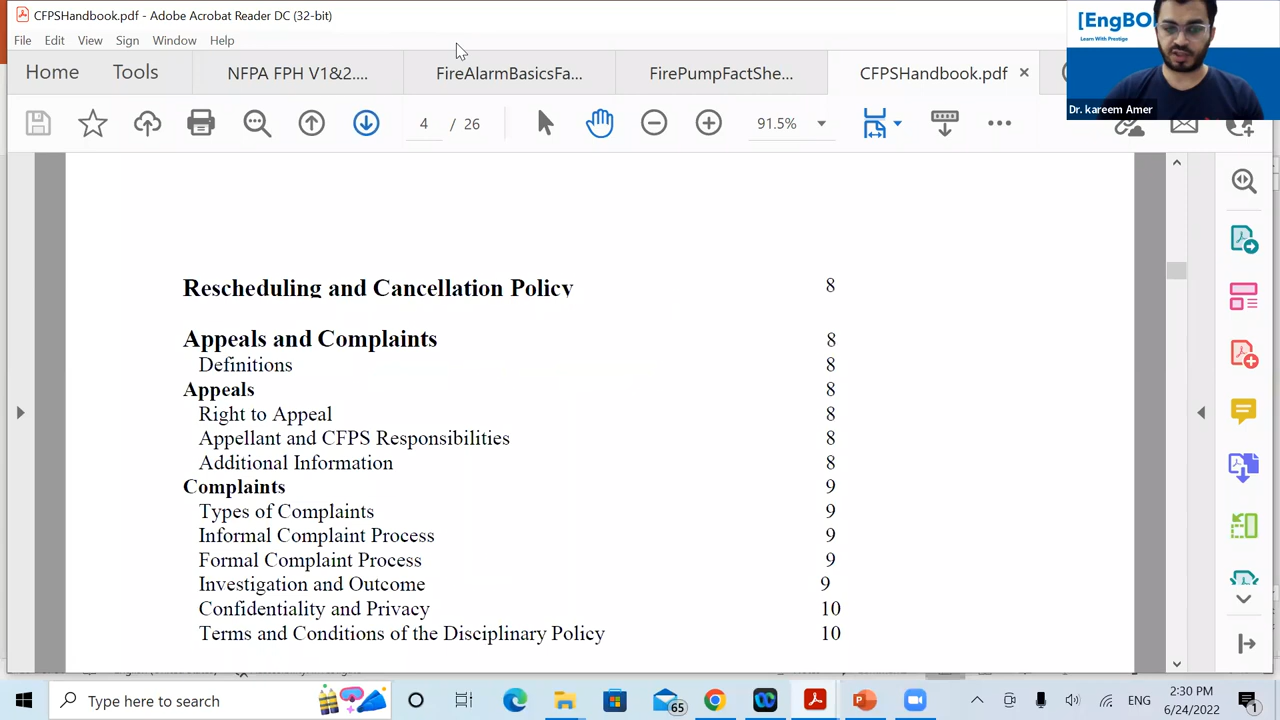 CFPSHandbook.pdf - Adobe Acrobat Reader DC (32-bit)
File Edit View Sign Window Help
Home Tools NFPA FPH V1&2.... FireAlarmBasicsFa... FirePumpFactShe... CFPSHandbook.pdf
/ 26 91.5%
[EngBO
Learn With Prestige
Dr. kareem Amer
Rescheduling and Cancellation Policy 8
Appeals and Complaints 8
Definitions 8
Appeals 8
Right to Appeal 8
Appellant and CFPS Responsibilities 8
Additional Information 8
Complaints 9
Types of Complaints 9
Informal Complaint Process 9
Formal Complaint Process 9
Investigation and Outcome 9
Confidentiality and Privacy 10
Terms and Conditions of the Disciplinary Policy 10
Type here to search 65 ENG 2:30 PM
6/24/2022 1